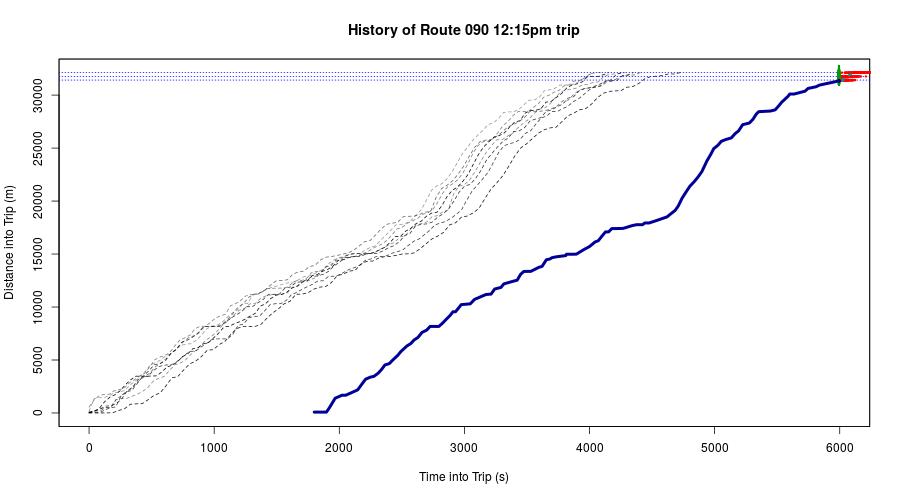 History of Route 090 12:15pm trip
Distance into Trip (m)
30000
25000
20000
15000
10000
5000
0
0 1000 2000 3000 4000 5000 6000
Time into Trip (s)